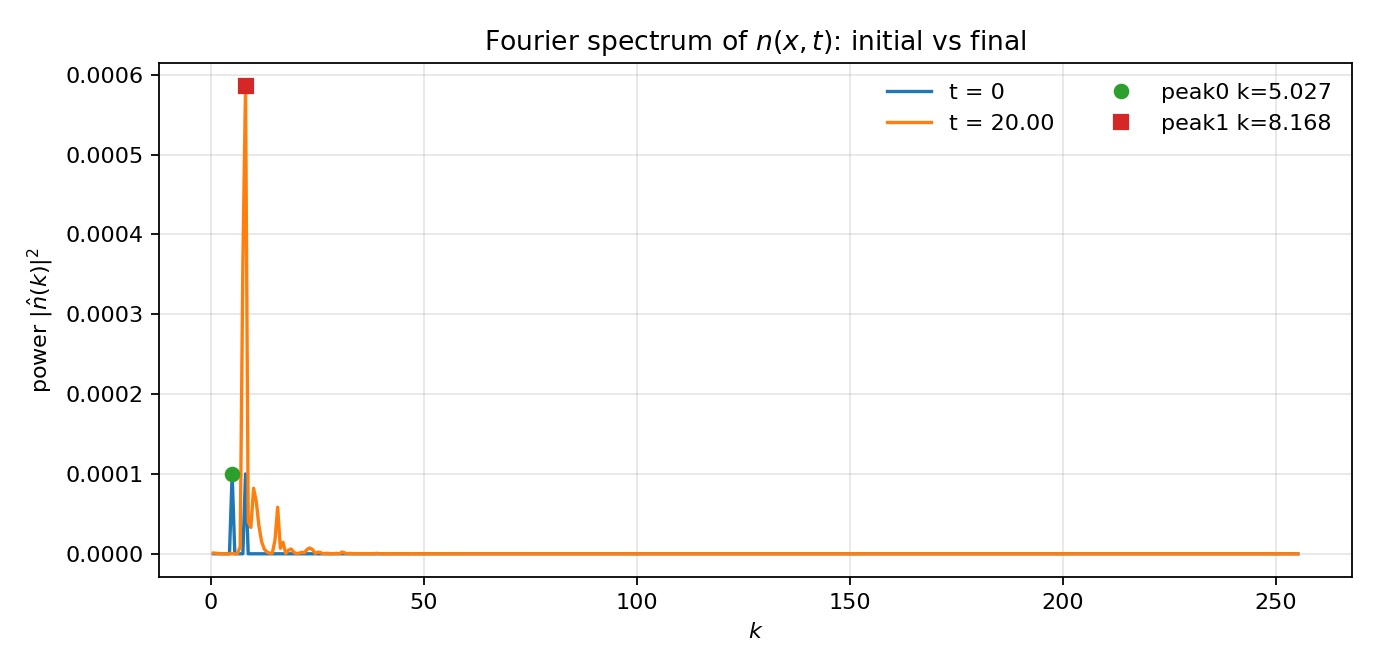 Fourier spectrum of n(x, t): initial vs final
power |n̂(k)|²
0.0006
0.0005
0.0004
0.0003
0.0002
0.0001
0.0000
t = 0
t = 20.00
peak0 k=5.027
peak1 k=8.168
0 50 100 150 200 250
k